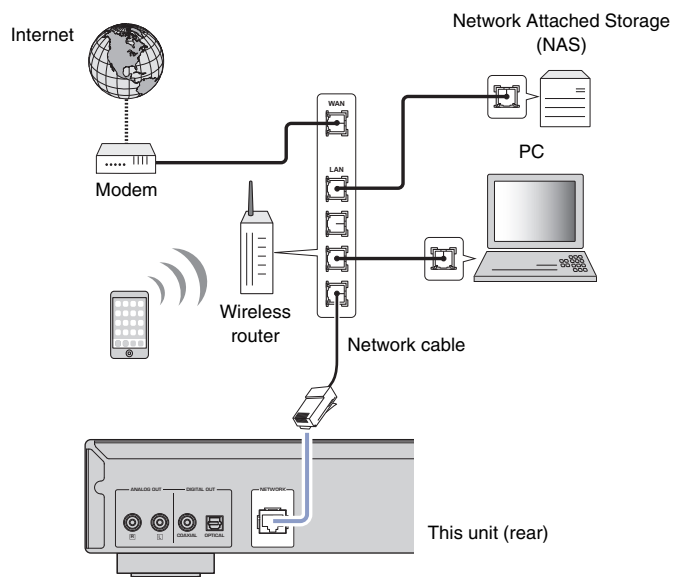 Internet
Network Attached Storage
(NAS)
WAN
PC
LAN
Modem
Wireless
router
Network cable
ANALOG OUT
DIGITAL OUT
NETWORK
R
L
COAXIAL
OPTICAL
This unit (rear)